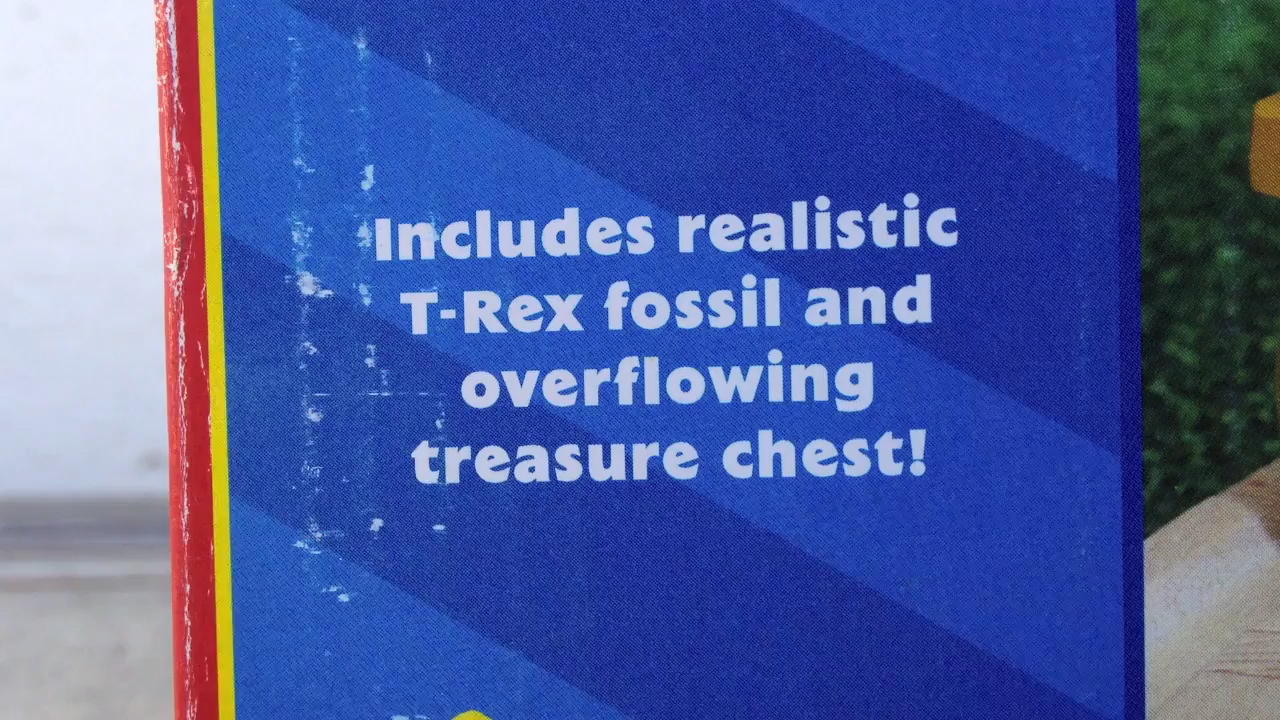 Includes realistic
T-Rex fossil and
overflowing
treasure chest!